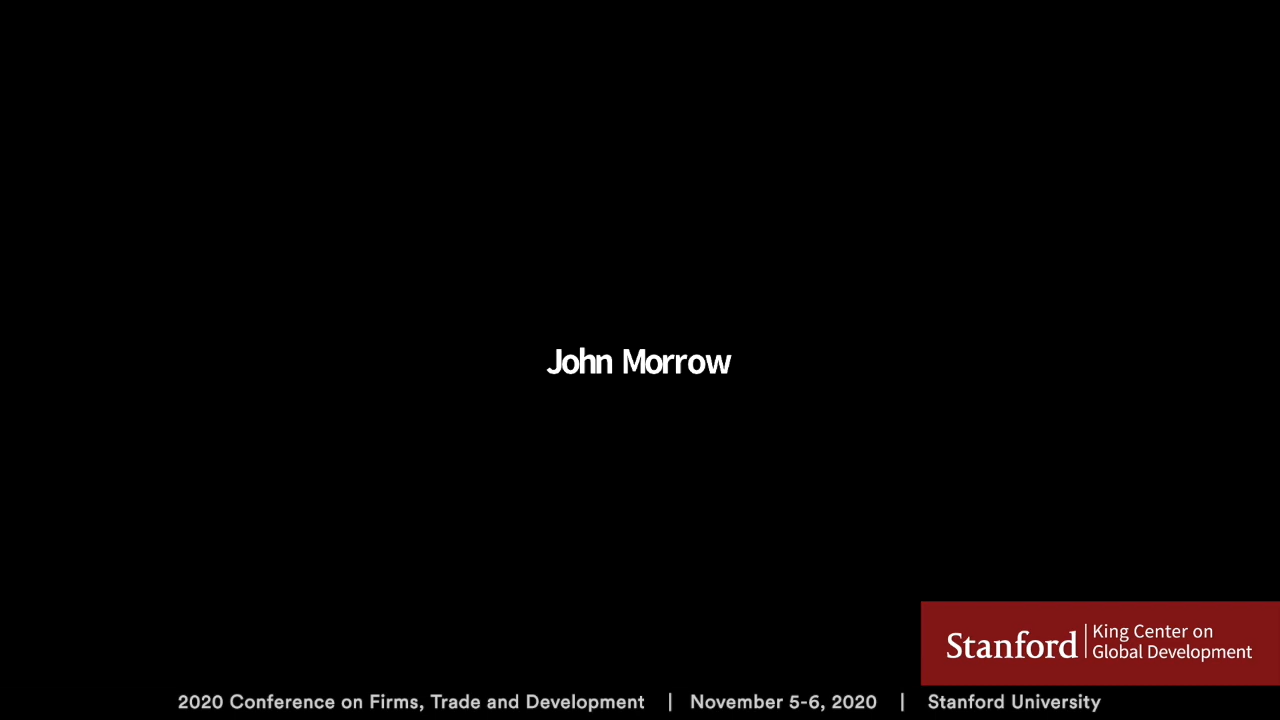 John Morrow
Stanford
King Center on
Global Development
2020 Conference on Firms, Trade and Development | November 5-6, 2020 | Stanford University